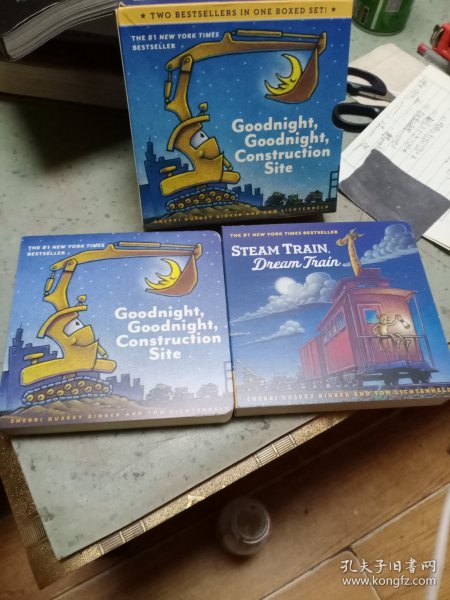 TWO BESTSELLERS IN ONE BOXED SET!
THE #1 NEW YORK TIMES
BESTSELLER
Goodnight,
Goodnight,
Construction
Site
SHERRI DUSKEY RINKER AND TOM LICHTENHELD
THE #1 NEW YORK TIMES
BESTSELLER
Goodnight,
Goodnight,
Construction
Site
SHERRI DUSKEY RINKER AND TOM LICHTENHELD
THE #1 NEW YORK TIMES BESTSELLER
STEAM TRAIN,
Dream Train
SHERRI DUSKEY RINKER AND TOM LICHTENHELD
孔夫子旧书网
www.kongfz.com